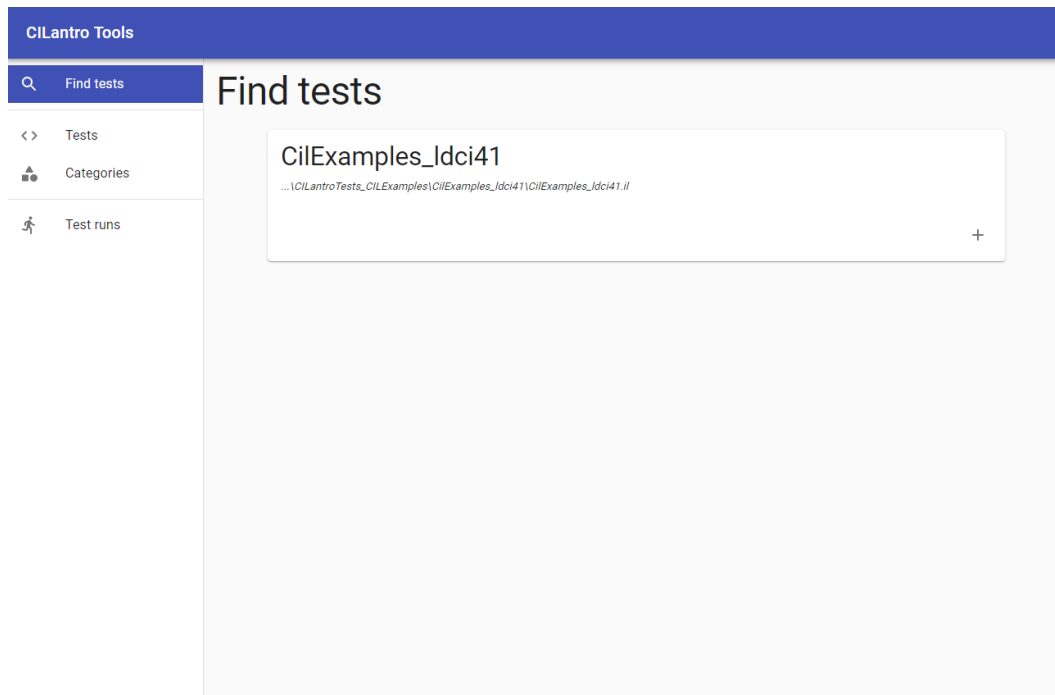 CILantro Tools
Find tests
Tests
Categories
Test runs
Find tests
CilExamples_ldci41
...\CILantroTests_CILExamples\CilExamples_ldci41\CilExamples_ldci41.il